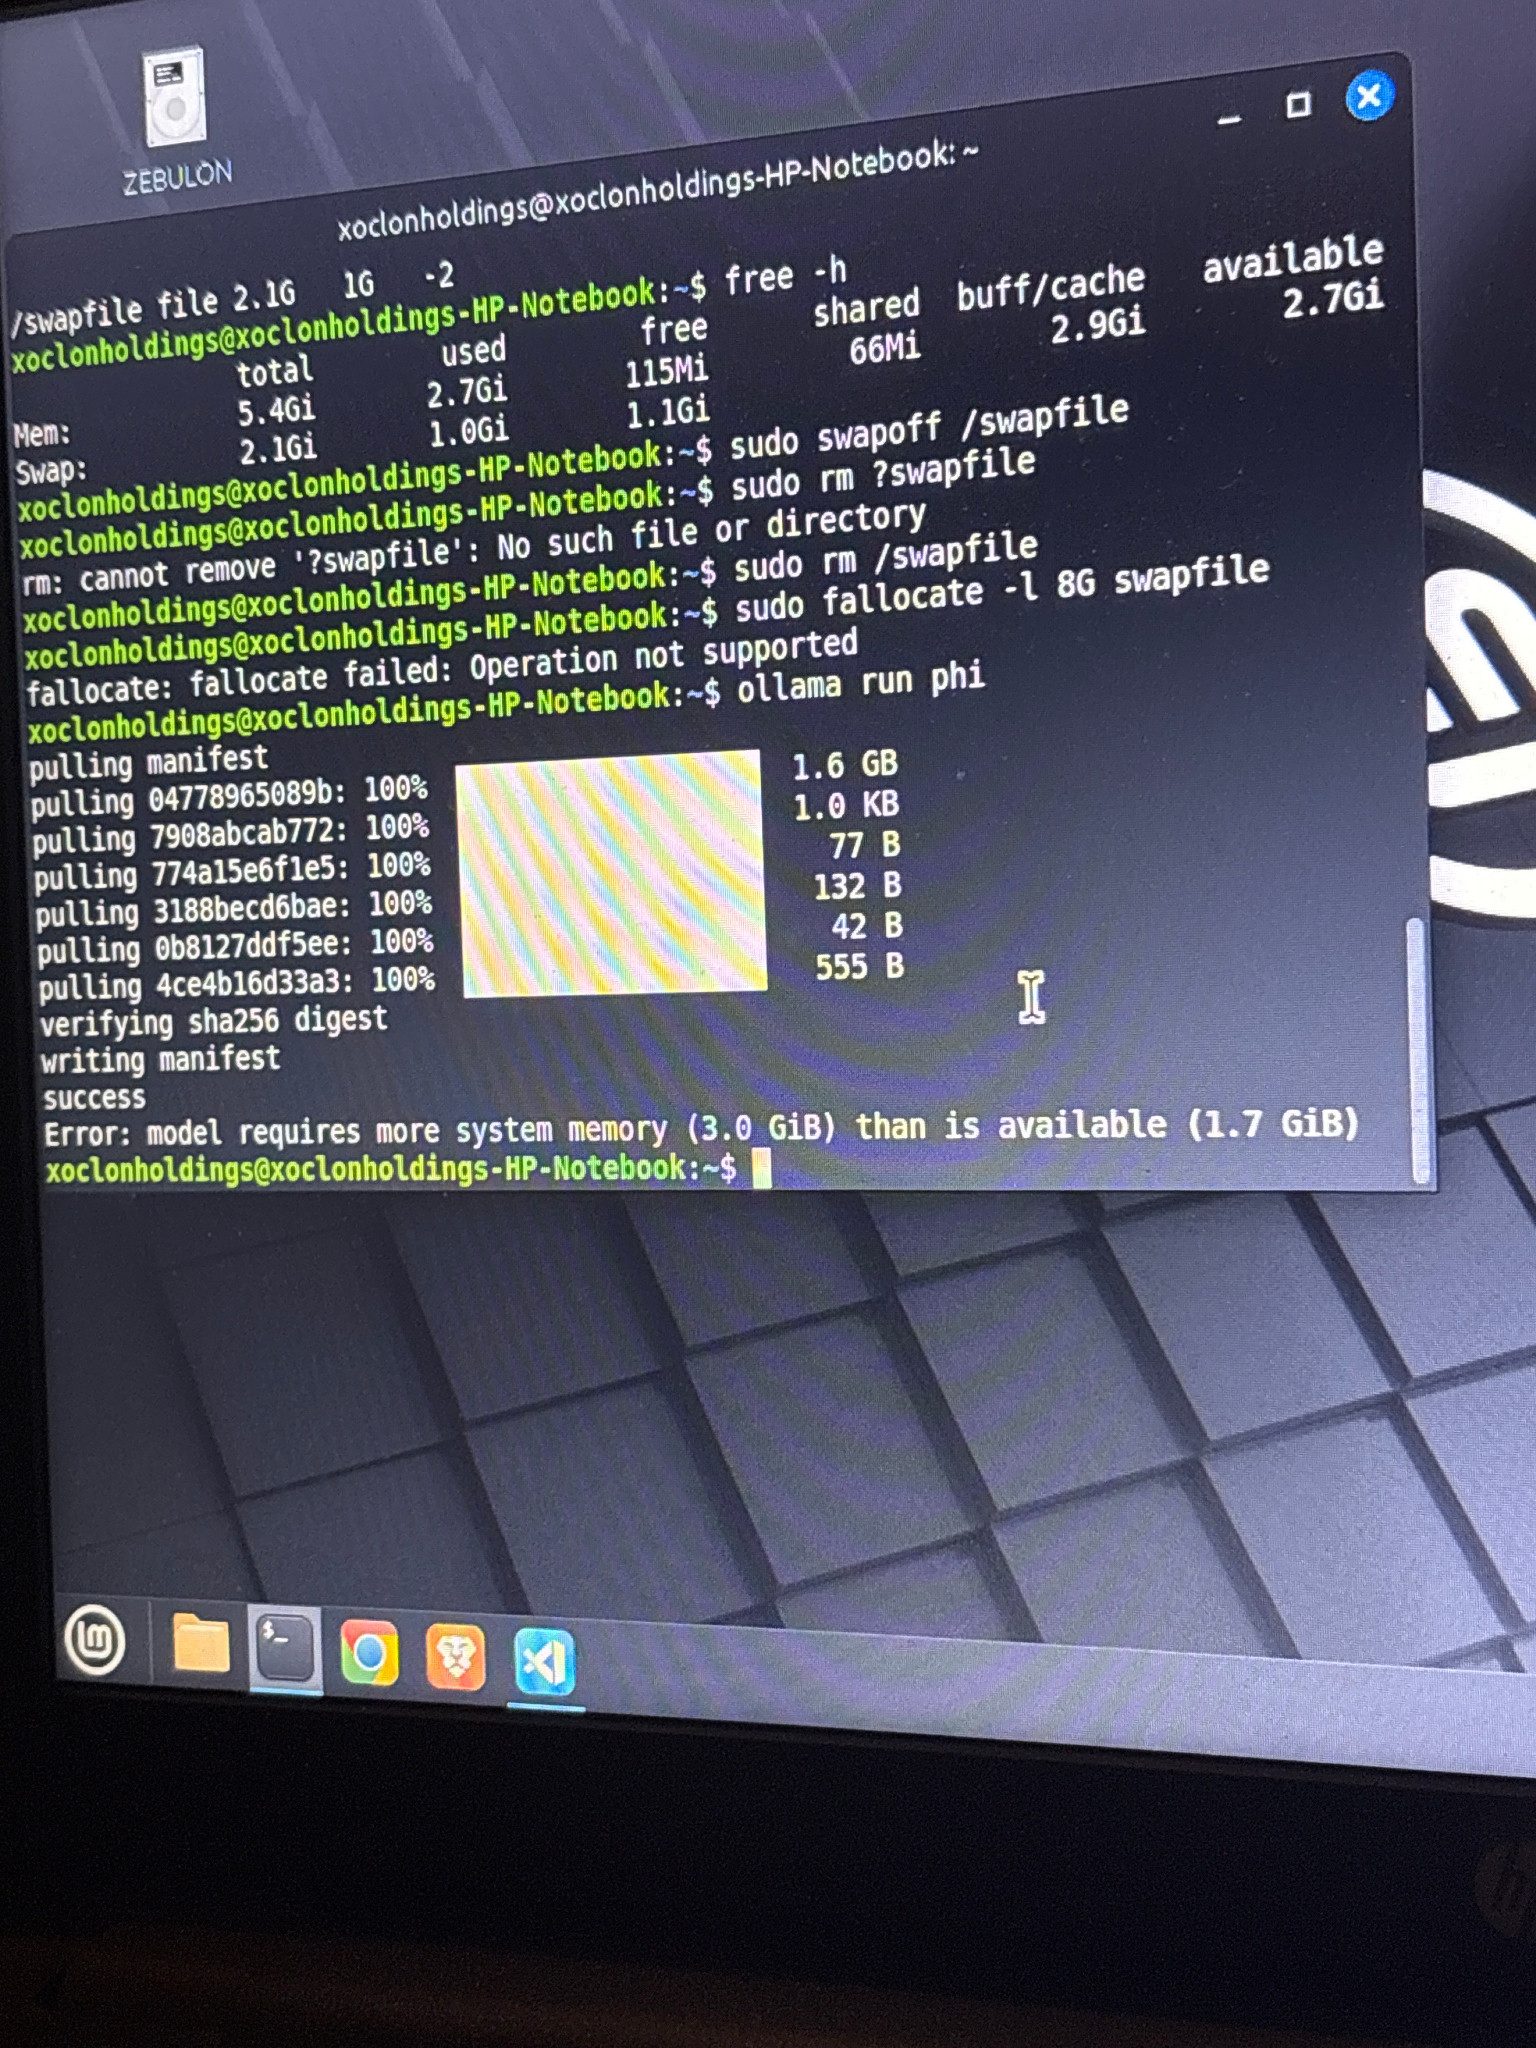 ZEBULON
xoclonholdings@xoclonholdings-HP-Notebook: ~
/swapfile file 2.1G 1G -2
xoclonholdings@xoclonholdings-HP-Notebook:~$ free -h
total used free shared buff/cache available
Mem: 5.4Gi 2.7Gi 115Mi 66Mi 2.9Gi 2.7Gi
Swap: 2.1Gi 1.0Gi 1.1Gi
xoclonholdings@xoclonholdings-HP-Notebook:~$ sudo swapoff /swapfile
xoclonholdings@xoclonholdings-HP-Notebook:~$ sudo rm ?swapfile
rm: cannot remove '?swapfile': No such file or directory
xoclonholdings@xoclonholdings-HP-Notebook:~$ sudo rm /swapfile
xoclonholdings@xoclonholdings-HP-Notebook:~$ sudo fallocate -l 8G swapfile
fallocate: fallocate failed: Operation not supported
xoclonholdings@xoclonholdings-HP-Notebook:~$ ollama run phi
pulling manifest
pulling 04778965089b: 100% 1.6 GB
pulling 7908abcab772: 100% 1.0 KB
pulling 774a15e6f1e5: 100% 77 B
pulling 3188becd6bae: 100% 132 B
pulling 0b8127ddf5ee: 100% 42 B
pulling 4ce4b16d33a3: 100% 555 B
verifying sha256 digest
writing manifest
success
Error: model requires more system memory (3.0 GiB) than is available (1.7 GiB)
xoclonholdings@xoclonholdings-HP-Notebook:~$